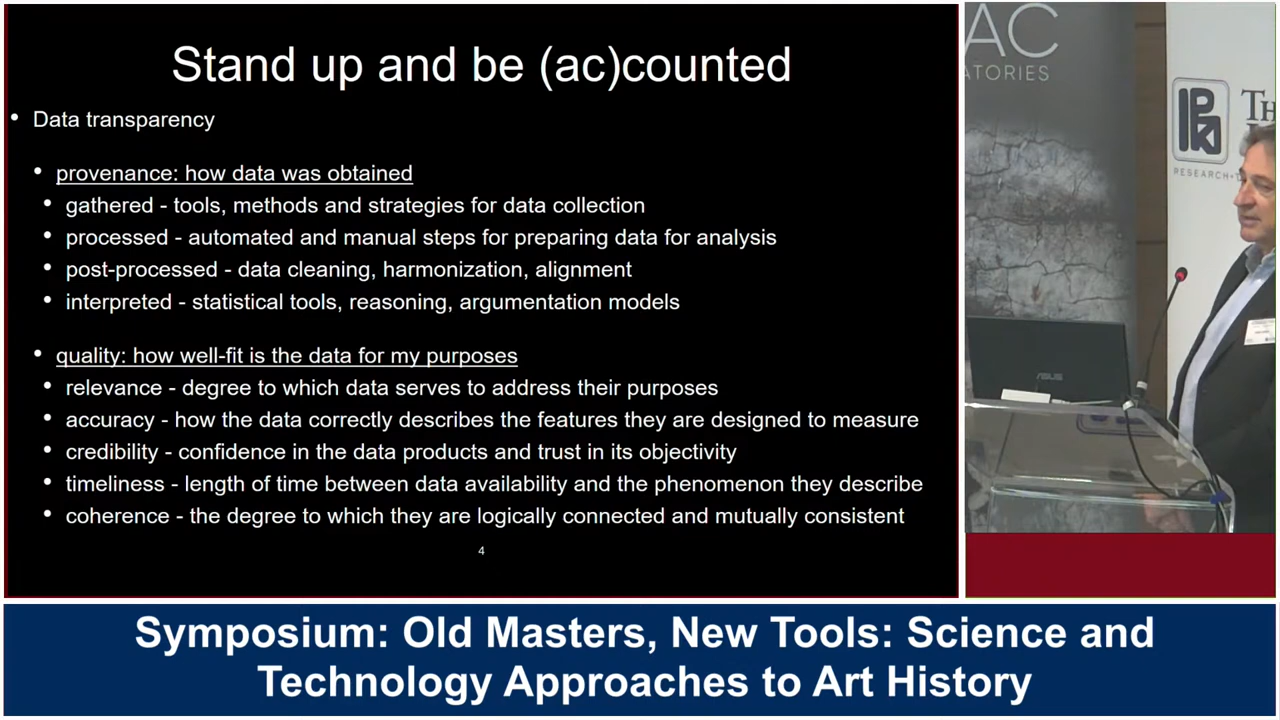 Stand up and be (ac)counted
• Data transparency
• provenance: how data was obtained
• gathered - tools, methods and strategies for data collection
• processed - automated and manual steps for preparing data for analysis
• post-processed - data cleaning, harmonization, alignment
• interpreted - statistical tools, reasoning, argumentation models
• quality: how well-fit is the data for my purposes
• relevance - degree to which data serves to address their purposes
• accuracy - how the data correctly describes the features they are designed to measure
• credibility - confidence in the data products and trust in its objectivity
• timeliness - length of time between data availability and the phenomenon they describe
• coherence - the degree to which they are logically connected and mutually consistent
4
AC
ATORIES
TH
RESEARCH+T
ASUS
Symposium: Old Masters, New Tools: Science and
Technology Approaches to Art History